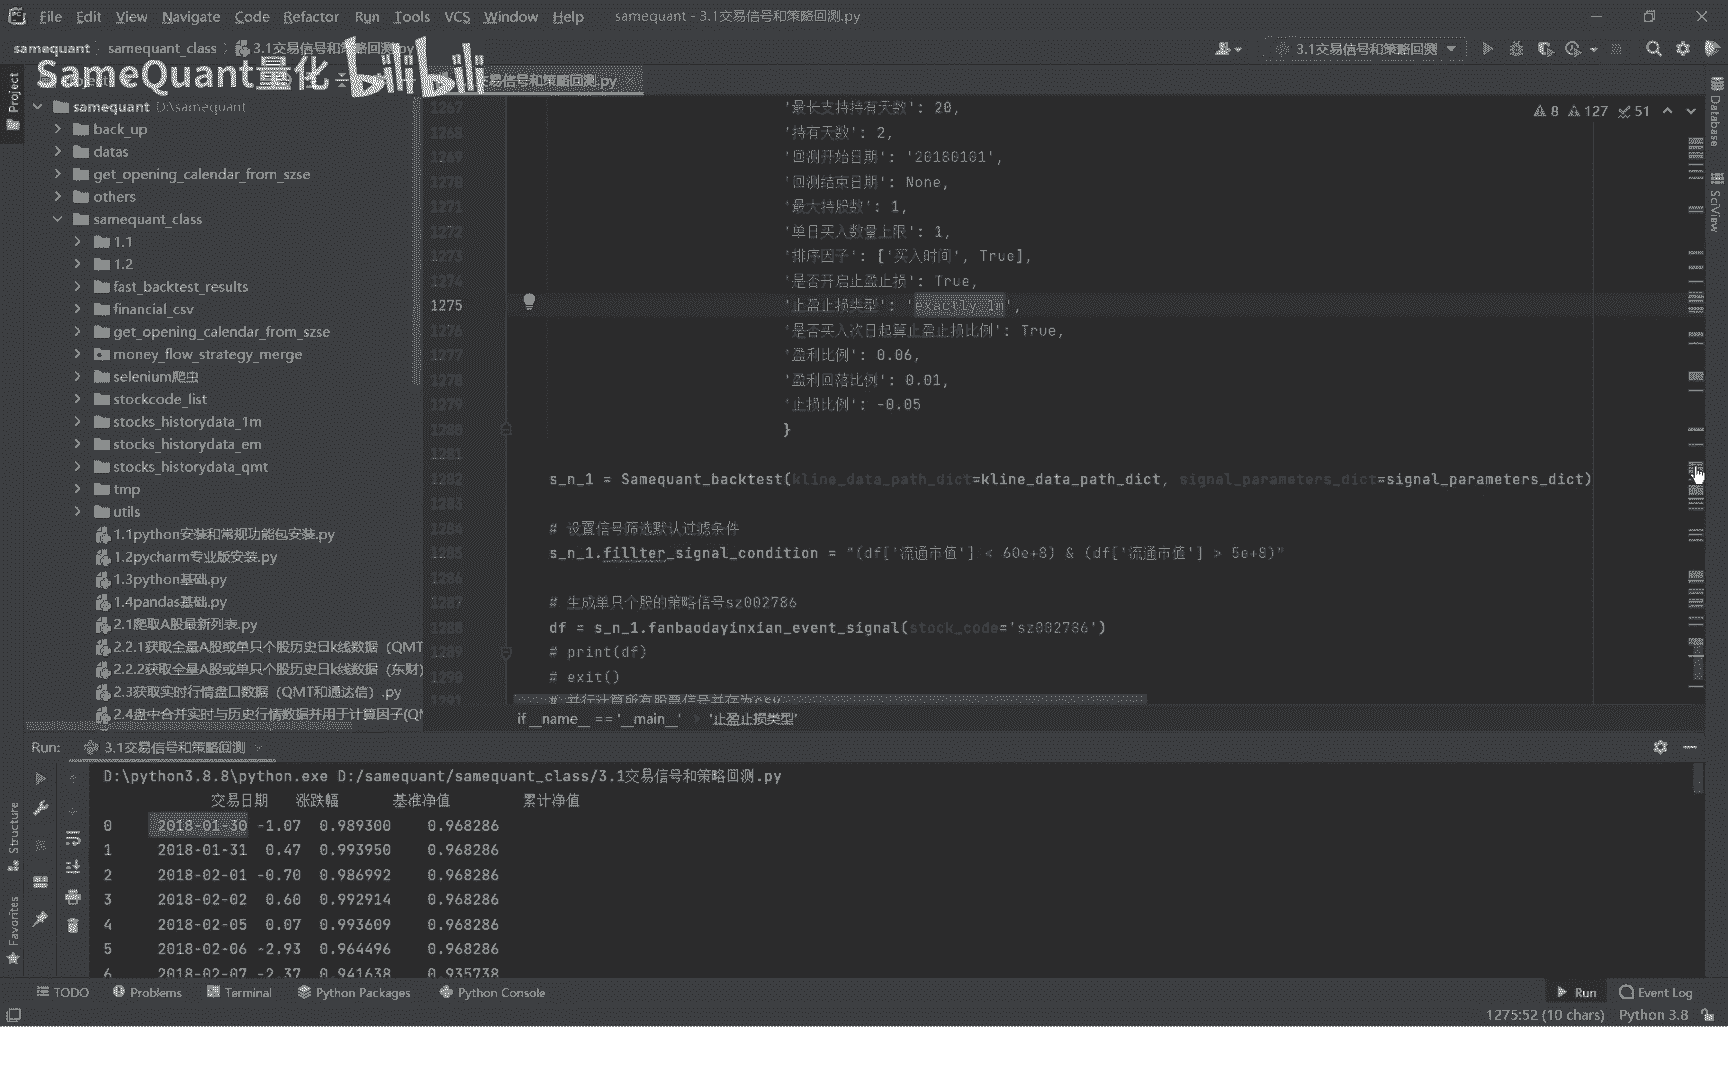 File Edit View Navigate Code Refactor Run Tools VCS Window Help samequant - 3.1交易信号和策略回测.py
samequant samequant_class 3.1交易信号和策略回测.py 3.1交易信号和策略回测
SameQuant量化 bilibili
交易信号和策略回测.py
Project
samequant D:\samequant
back_up
datas
get_opening_calendar_from_szse
others
samequant_class
1.1
1.2
fast_backtest_results
financial_csv
get_opening_calendar_from_szse
money_flow_strategy_merge
selenium爬虫
stockcode_list
stocks_historydata_1m
stocks_historydata_em
stocks_historydata_qmt
tmp
utils
1.1python安装和常规功能包安装.py
1.2pycharm专业版安装.py
1.3python基础.py
1.4pandas基础.py
2.1爬取A股最新列表.py
2.2.1获取全量A股或单只个股历史日k线数据（QMT
2.2.2获取全量A股或单只个股历史日k线数据（东财）
2.3获取实时行情盘口数据（QMT和通达信）.py
2.4盘中合并实时与历史行情数据并用于计算因子(QM
8 127 51
1267 '最长支持持有天数': 20,
1268 '持有天数': 2,
1269 '回测开始日期': '20180101',
1270 '回测结束日期': None,
1271 '最大持股数': 1,
1272 '单日买入数量上限': 1,
1273 '排序因子': ['买入时间', True],
1274 '是否开启止盈止损': True,
1275 '止盈止损类型': 'exactly_1m',
1276 '是否买入次日起算止盈止损比例': True,
1277 '盈利比例': 0.06,
1278 '盈利回落比例': 0.01,
1279 '止损比例': -0.05
1280 }
1281
1282 s_n_1 = Samequant_backtest(kline_data_path_dict=kline_data_path_dict, signal_parameters_dict=signal_parameters_dict)
1283
1284 # 设置信号筛选默认过滤条件
1285 s_n_1.fillter_signal_condition = "(df['流通市值'] < 60e+8) & (df['流通市值'] > 5e+8)"
1286
1287 # 生成单只个股的策略信号sz002786
1288 df = s_n_1.fanbaodayinxian_event_signal(stock_code='sz002786')
1289 # print(df)
1290 # exit()
1291 # 并行计算所有股票信号并存为csv
if __name__ == '__main__' › '止盈止损类型'
Database
SciView
Run: 3.1交易信号和策略回测
D:\python3.8.8\python.exe D:/samequant/samequant_class/3.1交易信号和策略回测.py
交易日期 涨跌幅 基准净值 累计净值
0 2018-01-30 -1.07 0.989300 0.968286
1 2018-01-31 0.47 0.993950 0.968286
2 2018-02-01 -0.70 0.986992 0.968286
3 2018-02-02 0.60 0.992914 0.968286
4 2018-02-05 0.07 0.993609 0.968286
5 2018-02-06 -2.93 0.964496 0.968286
6 2018-02-07 -2.37 0.941638 0.935738
Structure
Favorites
TODO Problems Terminal Python Packages Python Console Run Event Log
1275:52 (10 chars) Python 3.8